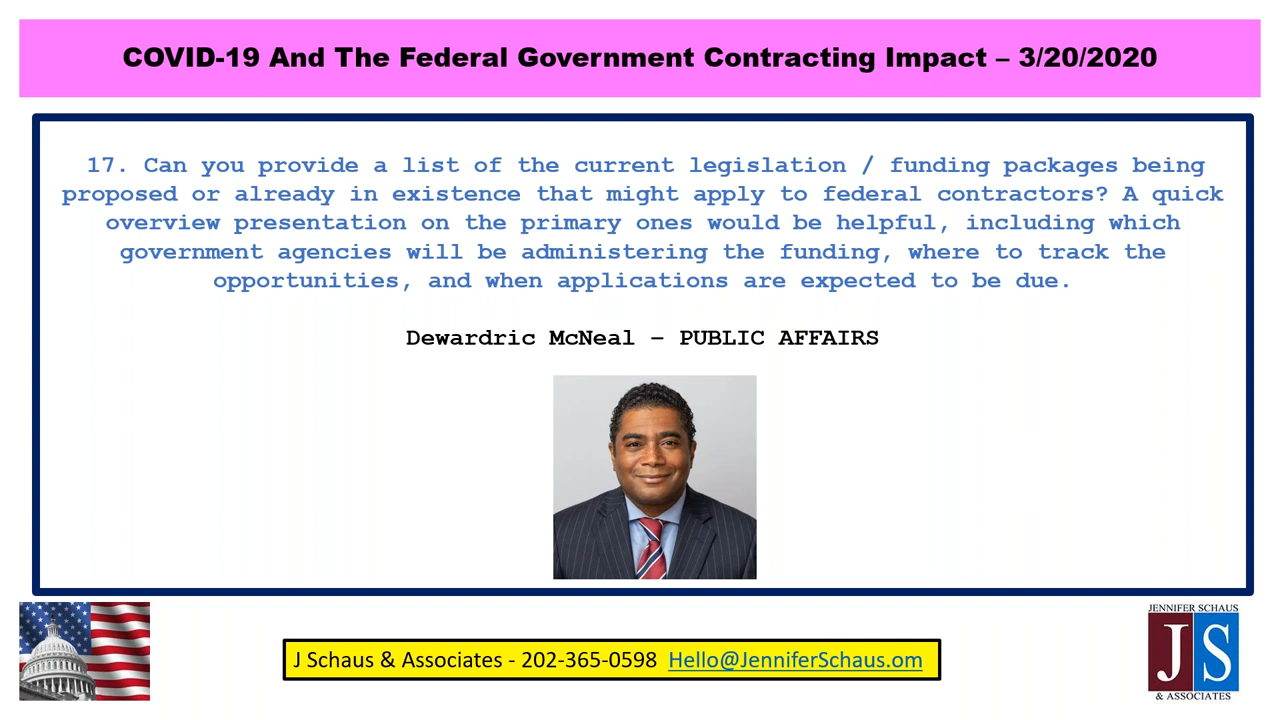 COVID-19 And The Federal Government Contracting Impact – 3/20/2020
17. Can you provide a list of the current legislation / funding packages being
proposed or already in existence that might apply to federal contractors? A quick
overview presentation on the primary ones would be helpful, including which
government agencies will be administering the funding, where to track the
opportunities, and when applications are expected to be due.
Dewardric McNeal – PUBLIC AFFAIRS
J Schaus & Associates - 202-365-0598 Hello@JenniferSchaus.om
JENNIFER SCHAUS
JS
& ASSOCIATES